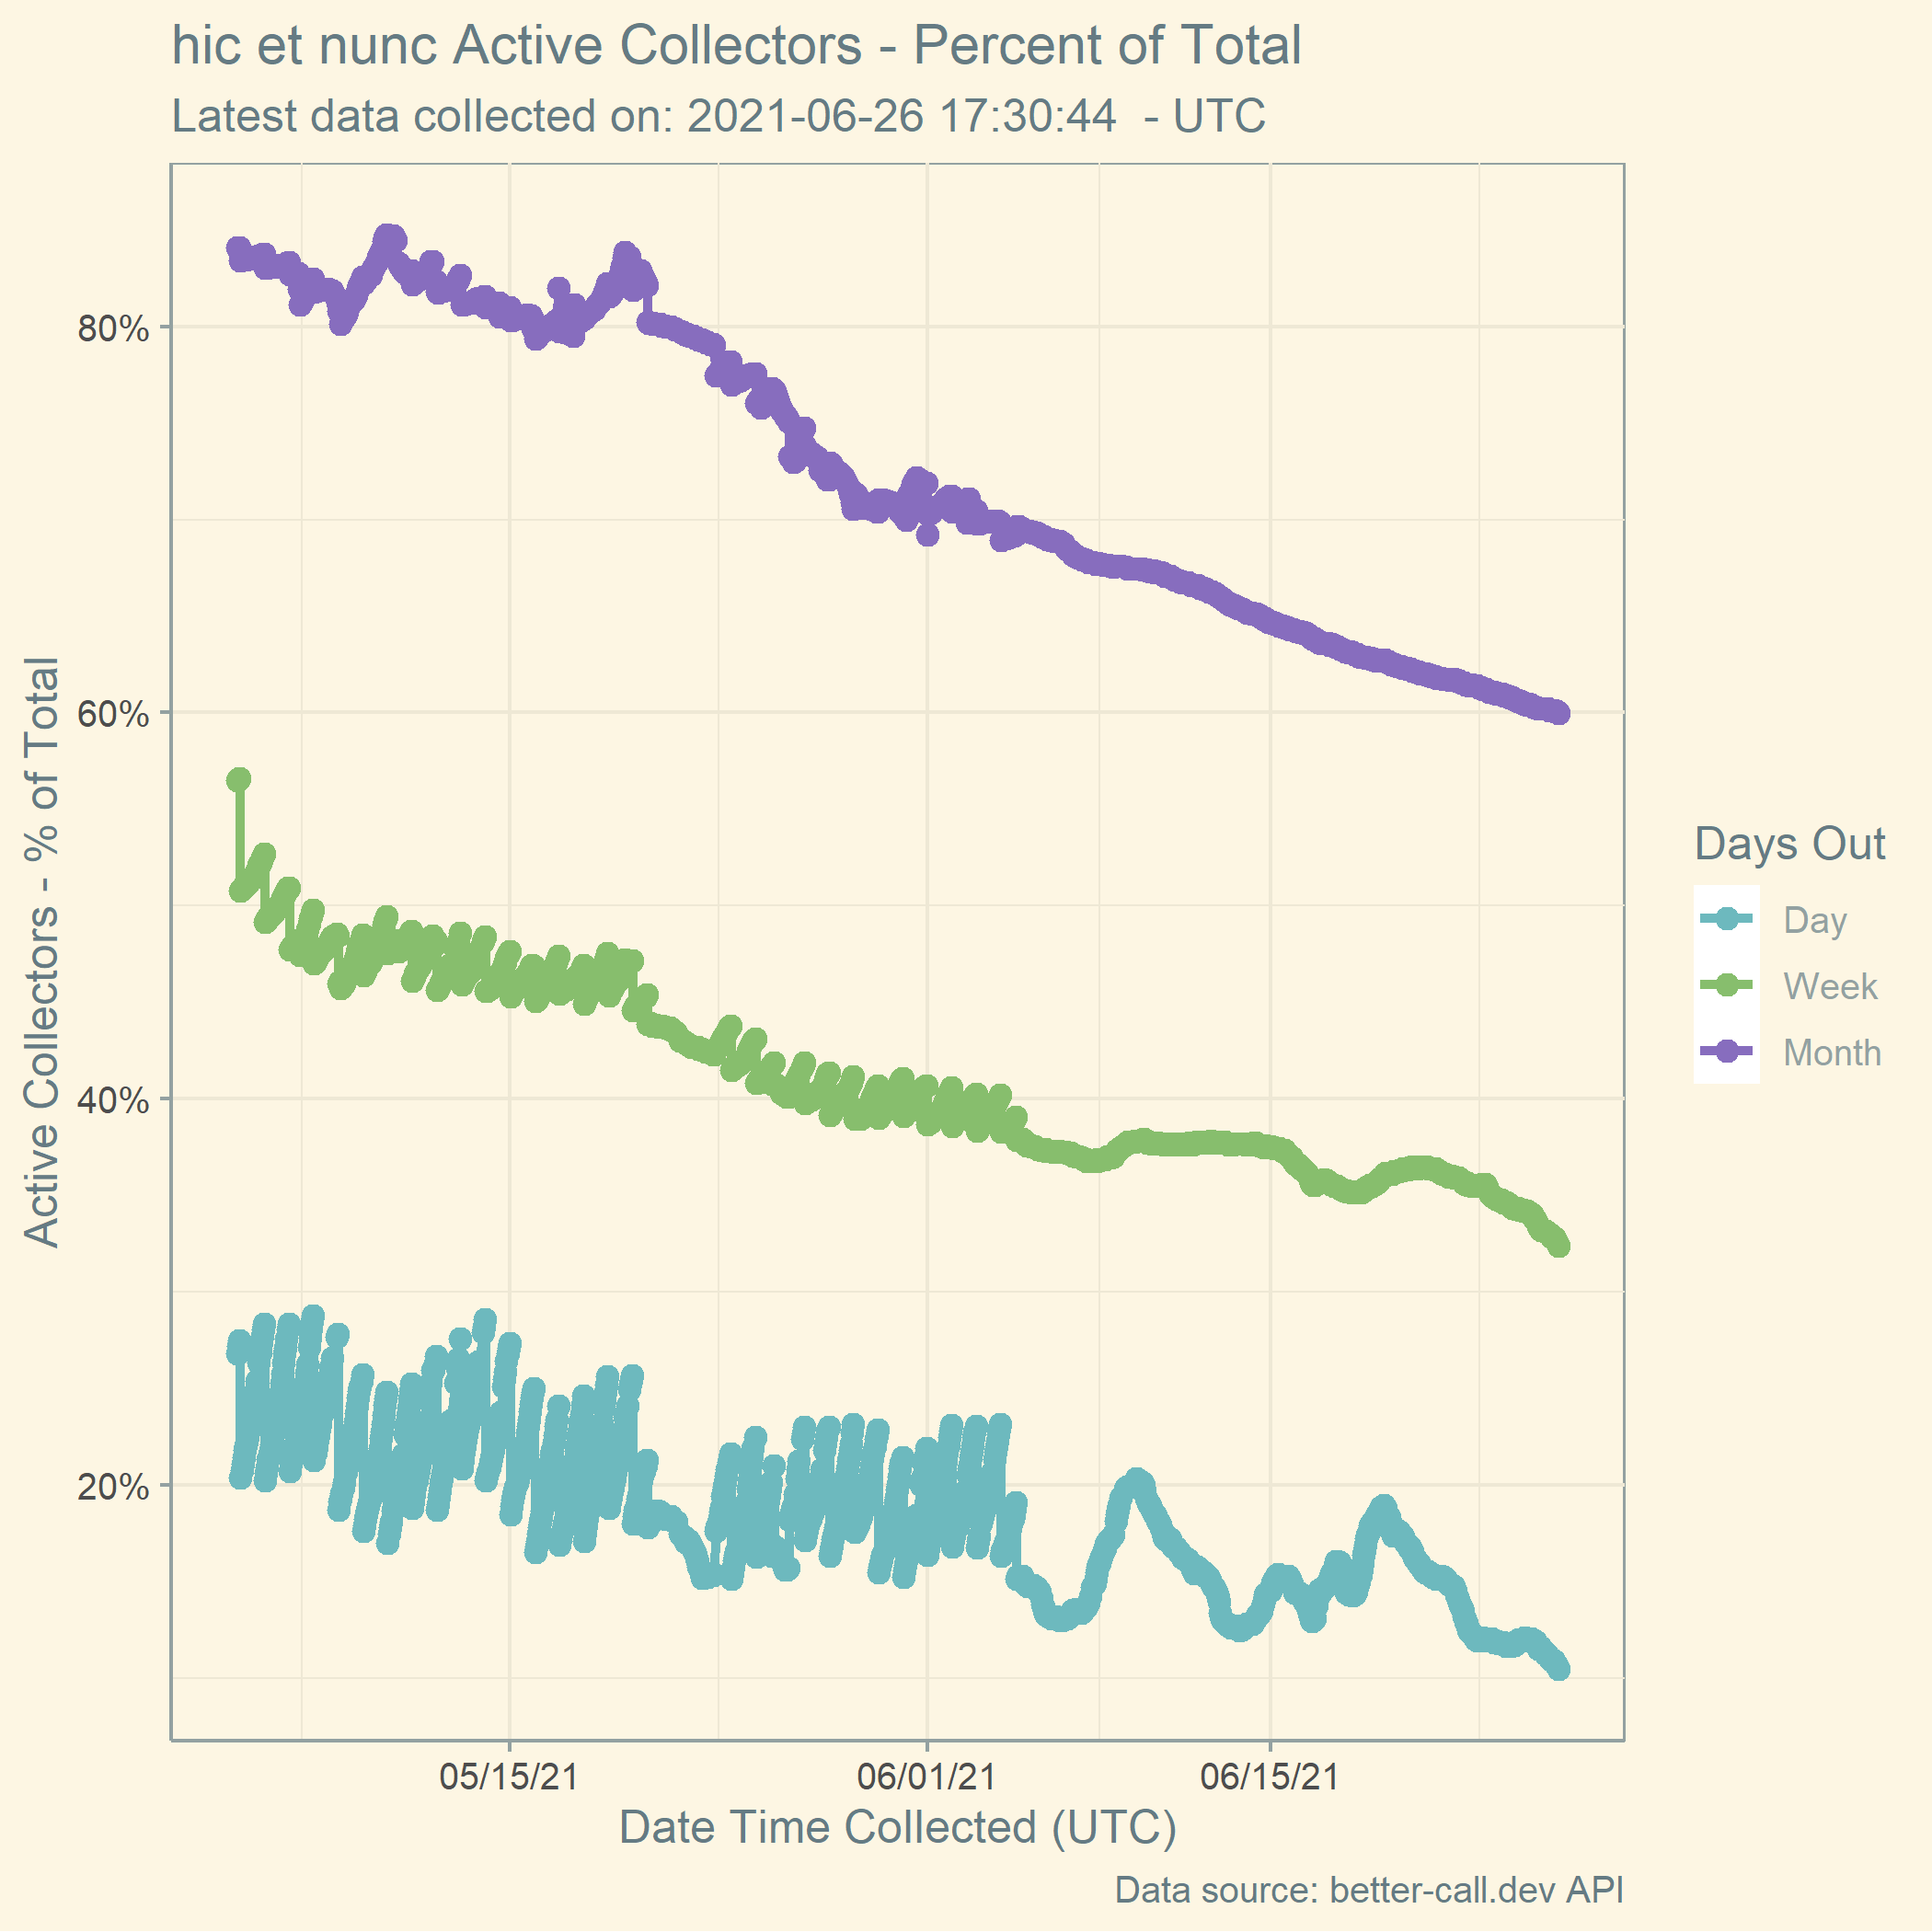 hic et nunc Active Collectors - Percent of Total
Latest data collected on: 2021-06-26 17:30:44  - UTC
Active Collectors - % of Total
80%
60%
40%
20%
05/15/21
06/01/21
06/15/21
Date Time Collected (UTC)
Days Out
Day
Week
Month
Data source: better-call.dev API